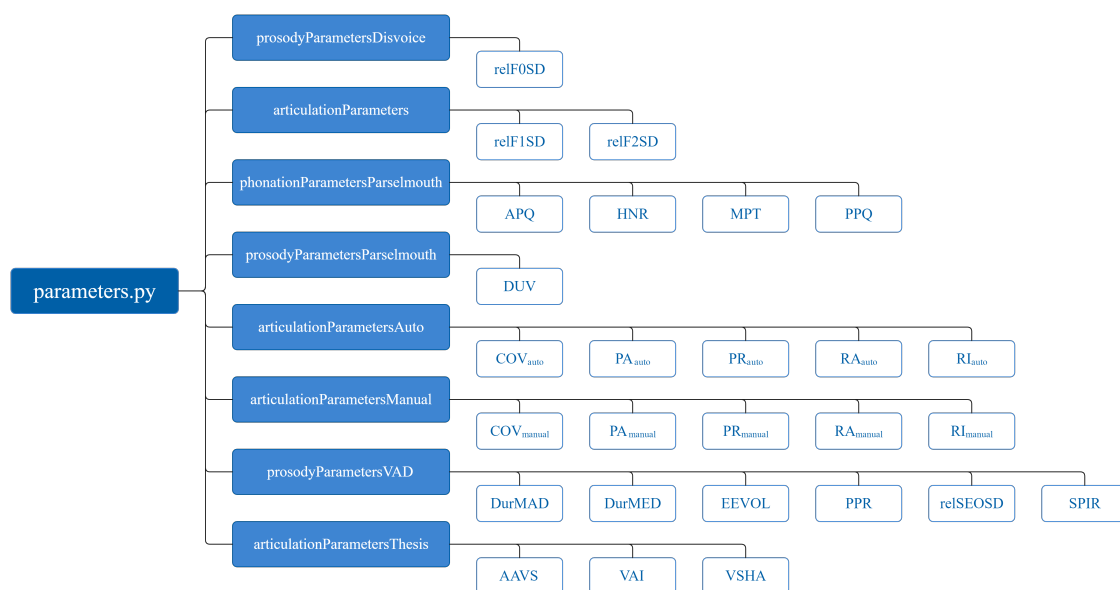 prosodyParametersDisvoice
relF0SD
articulationParameters
relF1SD relF2SD
phonationParametersParselmouth
APQ HNR MPT PPQ
prosodyParametersParselmouth
DUV
parameters.py
articulationParametersAuto
COVauto PAauto PRauto RAauto RIauto
articulationParametersManual
COVmanual PAmanual PRmanual RAmanual RImanual
prosodyParametersVAD
DurMAD DurMED EEVOL PPR relSEOSD SPIR
articulationParametersThesis
AAVS VAI VSHA